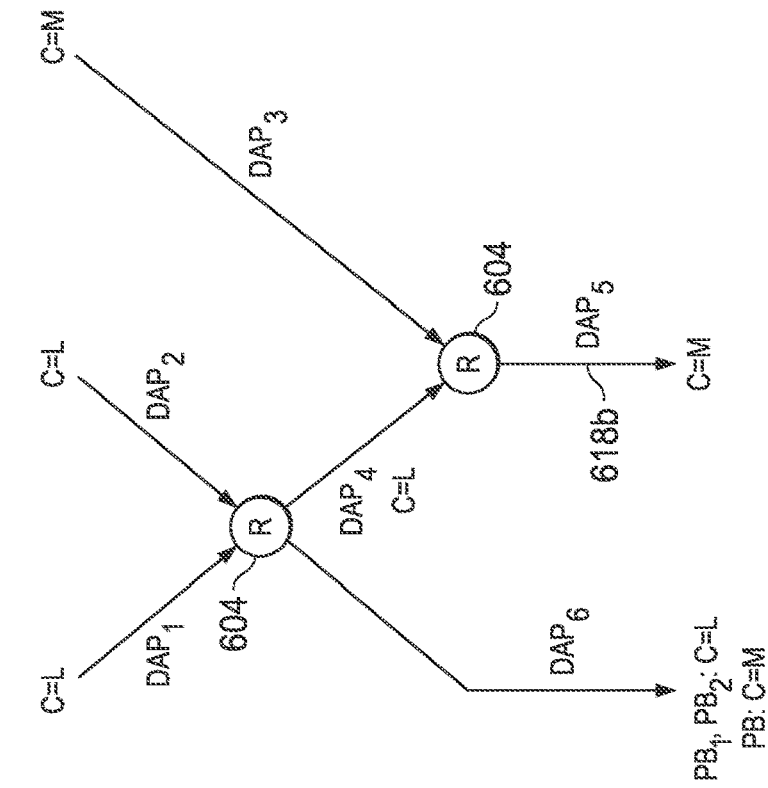 C=L
C=L
C=M
DAP1
DAP2
DAP3
R
604
DAP4
C=L
R
604
DAP5
618b
C=M
DAP6
PB1, PB2: C=L
PB: C=M